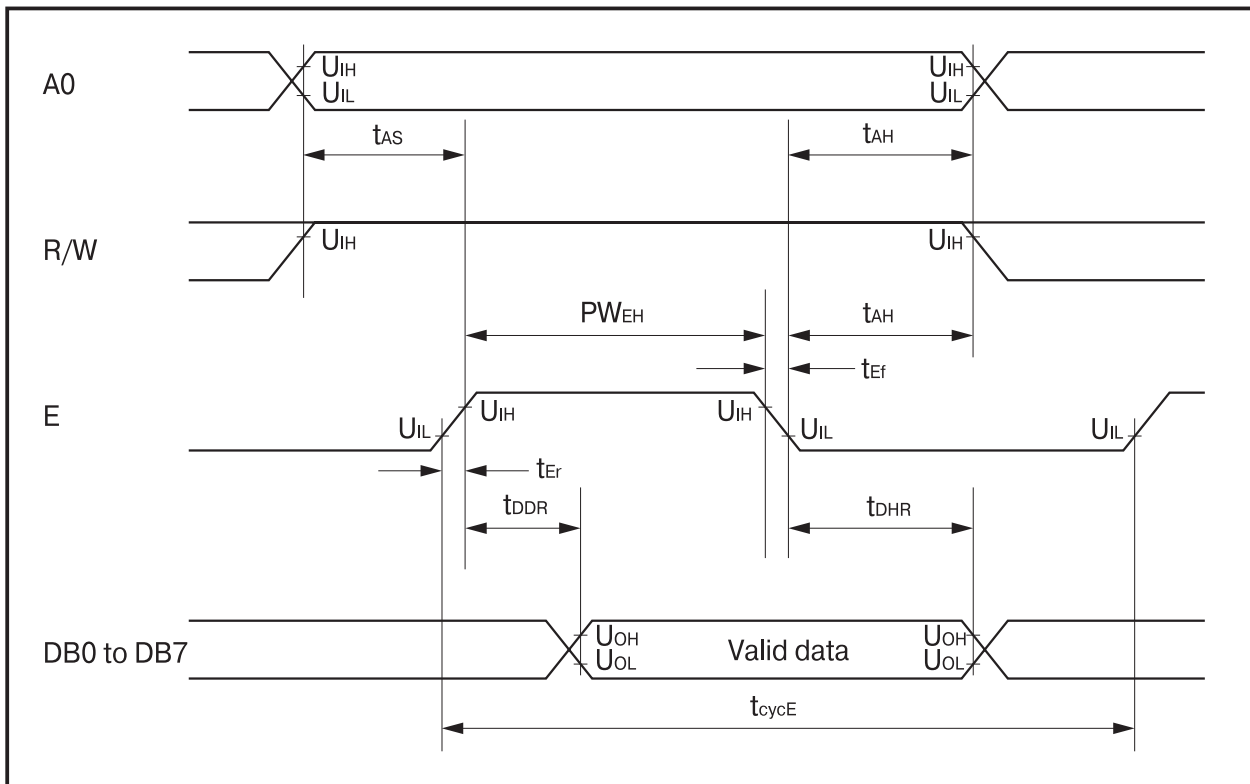 A0
UIH
UIL
UIH
UIL
tAS
tAH
R/W
UIH
UIH
PWEH
tAH
tEf
E
UIL
UIH
UIH
UIL
UIL
tEr
tDDR
tDHR
DB0 to DB7
UOH
UOL
Valid data
UOH
UOL
tcycE